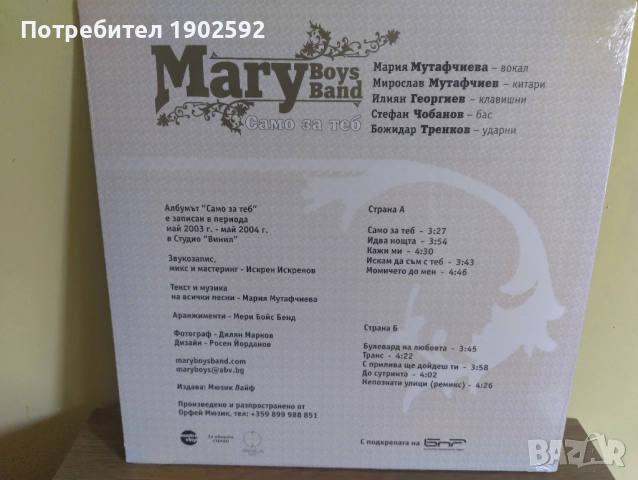 Потребител 1902592
Mary Boys Band
Само за теб
Мария Мутафчиева – вокал
Мирослав Мутафчиев – китари
Илиян Георгиев – клавишни
Стефан Чобанов – бас
Божидар Тренков – ударни
Албумът "Само за теб"
е записан в периода
май 2003 г. - май 2004 г.
в Студио "Винил"
Звукозапис,
микс и мастеринг - Искрен Искренов
Текст и музика
на всички песни - Мария Мутафчиева
Аранжименти - Мери Бойс Бенд
Фотограф - Дилян Марков
Дизайн - Росен Йорданов
maryboysband.com
maryboys@abv.bg
Издава: Мюзик Лайф
Произведено и разпространено от
Орфей Мюзик, тел: +359 899 988 851
Страна А
Само за теб - 3:27
Идва нощта - 3:54
Кажи ми - 4:30
Искам да съм с теб - 3:43
Момичето до мен - 4:46
Страна Б
Булевард на любовта - 3:45
Транс - 4:22
С прилива ще дойдеш ти - 3:58
До сутринта - 4:02
Непознати улици (ремикс) - 4:26
С подкрепата на БНР
bazar